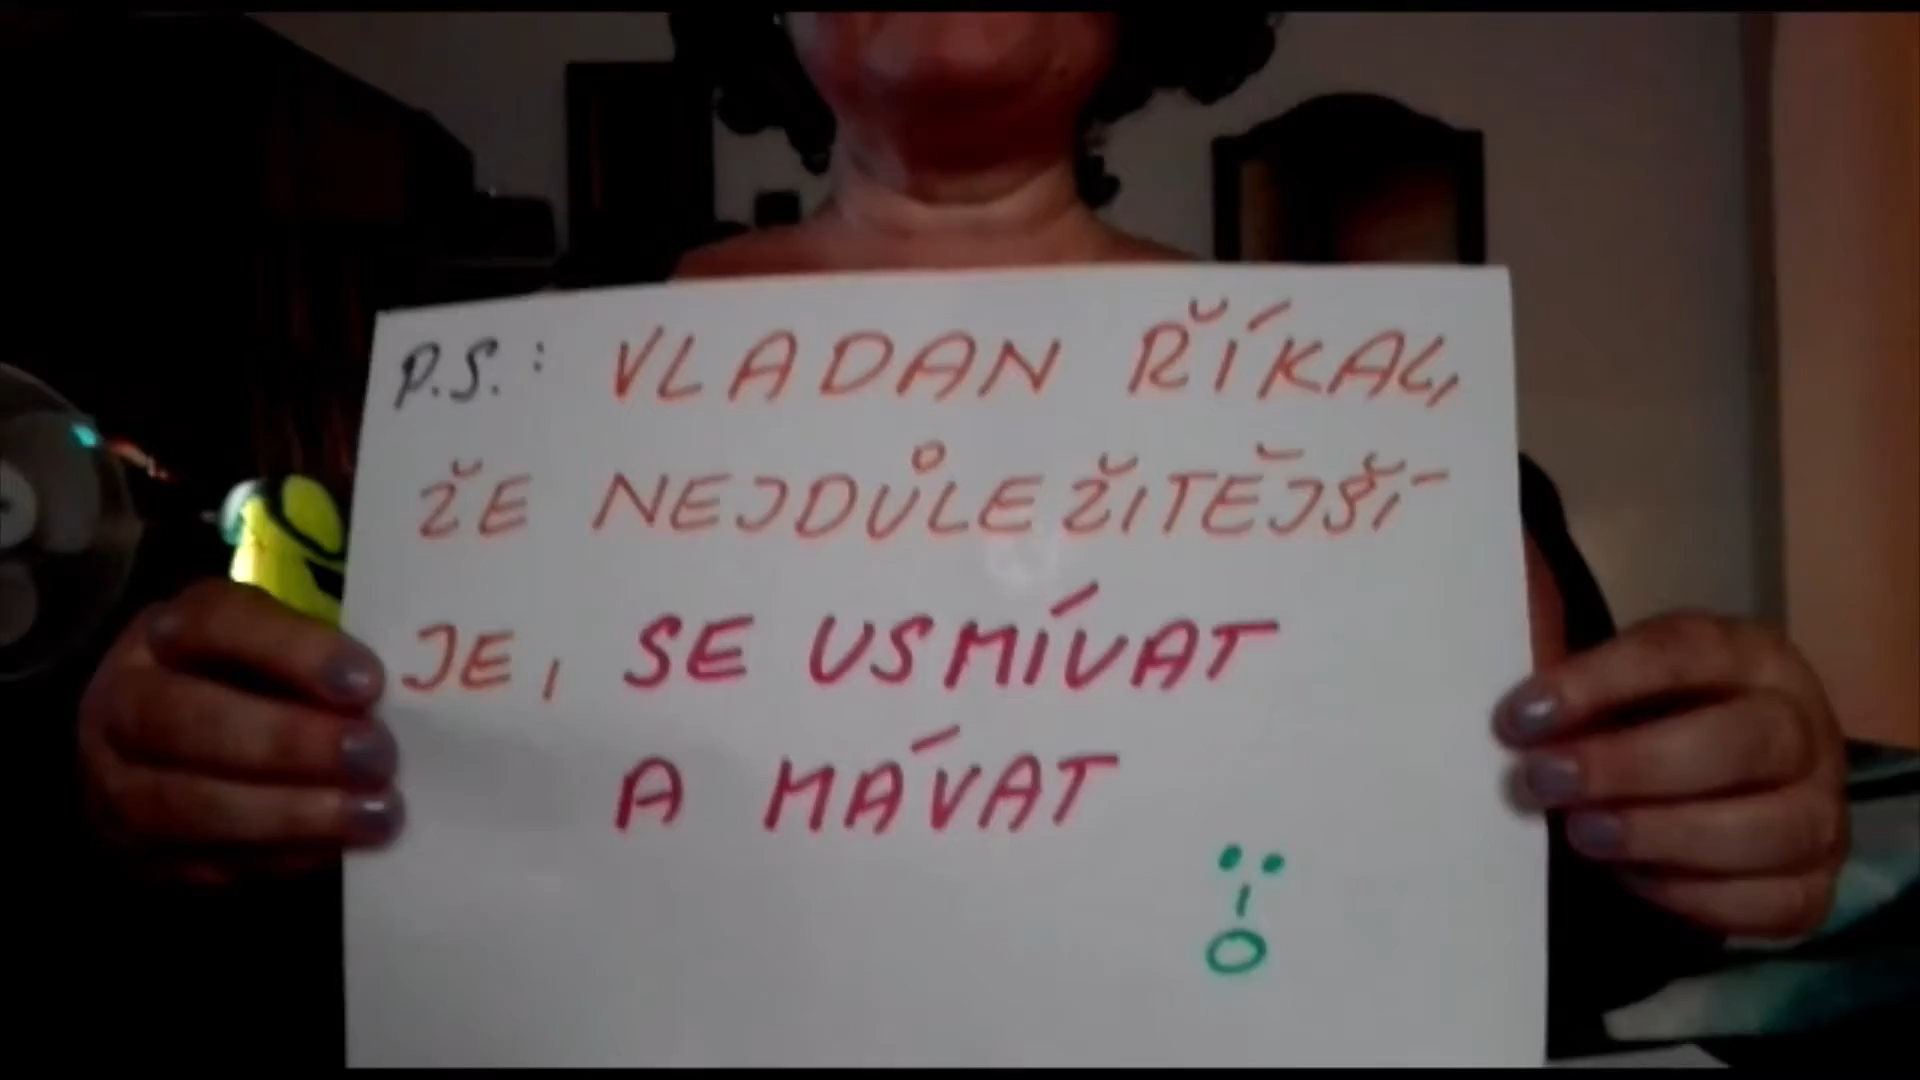 P.S.: VLADAN ŘÍKAL,
ŽE NEJDŮLEŽITĚJŠÍ
JE, SE USMÍVAT
A MÁVAT